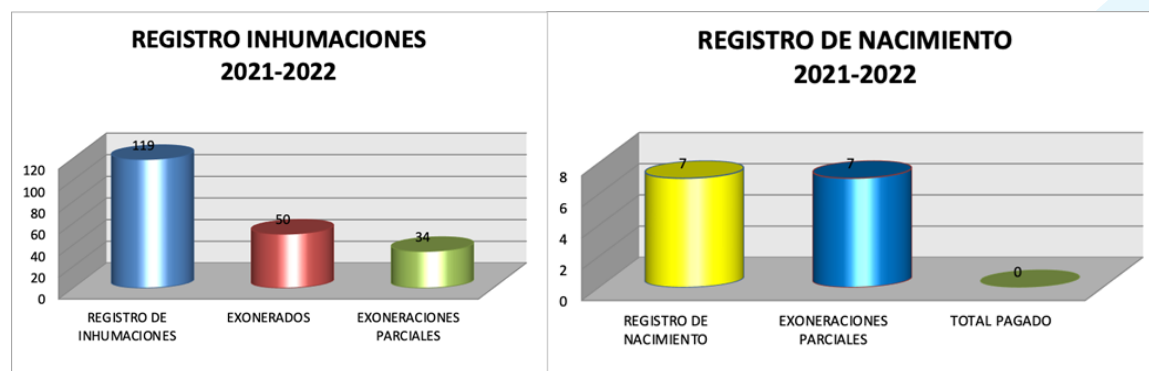 REGISTRO INHUMACIONES
2021-2022
119
50
34
120
100
80
60
40
20
0
REGISTRO DE
INHUMACIONES
EXONERADOS
EXONERACIONES
PARCIALES
REGISTRO DE NACIMIENTO
2021-2022
7
7
0
8
6
4
2
0
REGISTRO DE
NACIMIENTO
EXONERACIONES
PARCIALES
TOTAL PAGADO